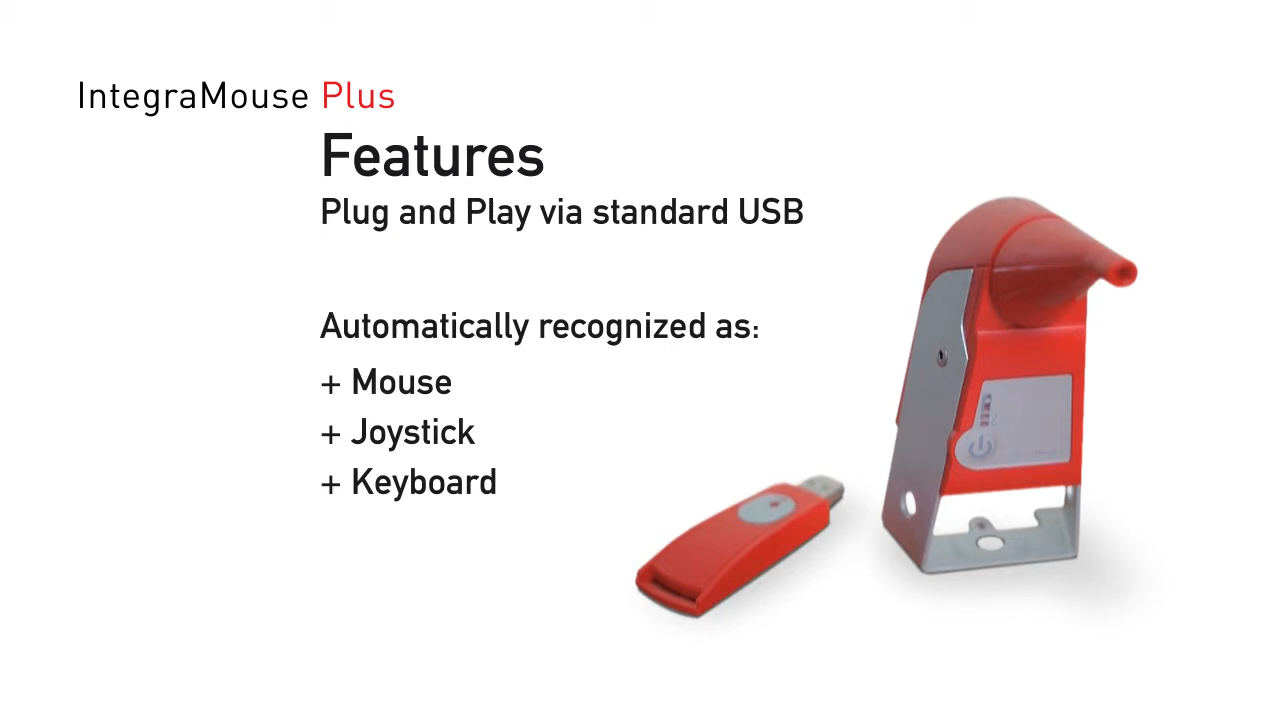 IntegraMouse Plus
Features
Plug and Play via standard USB
Automatically recognized as:
+ Mouse
+ Joystick
+ Keyboard